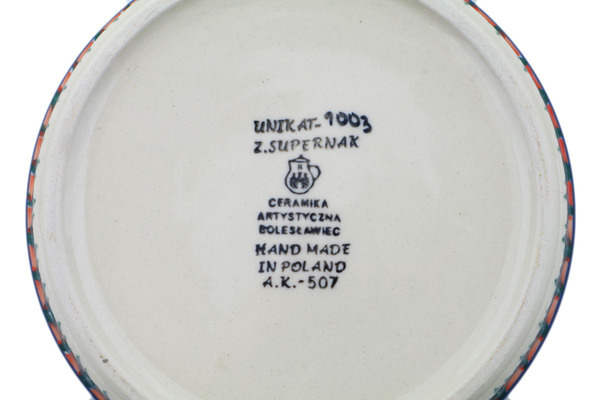 UNIKAT-1003
Z.SUPERNAK
B
CERAMIKA
ARTYSTYCZNA
BOLESŁAWIEC
HAND MADE
IN POLAND
A.K.-507